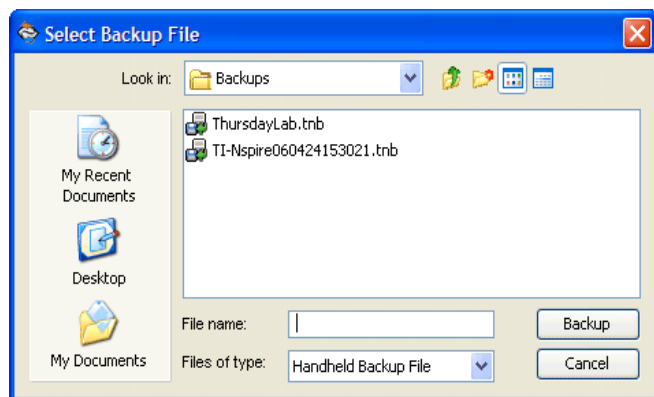 Select Backup File
Look in: Backups
ThursdayLab.tnb
TI-Nspire060424153021.tnb
My Recent
Documents
Desktop
My Documents
File name: Backup
Files of type: Handheld Backup File Cancel